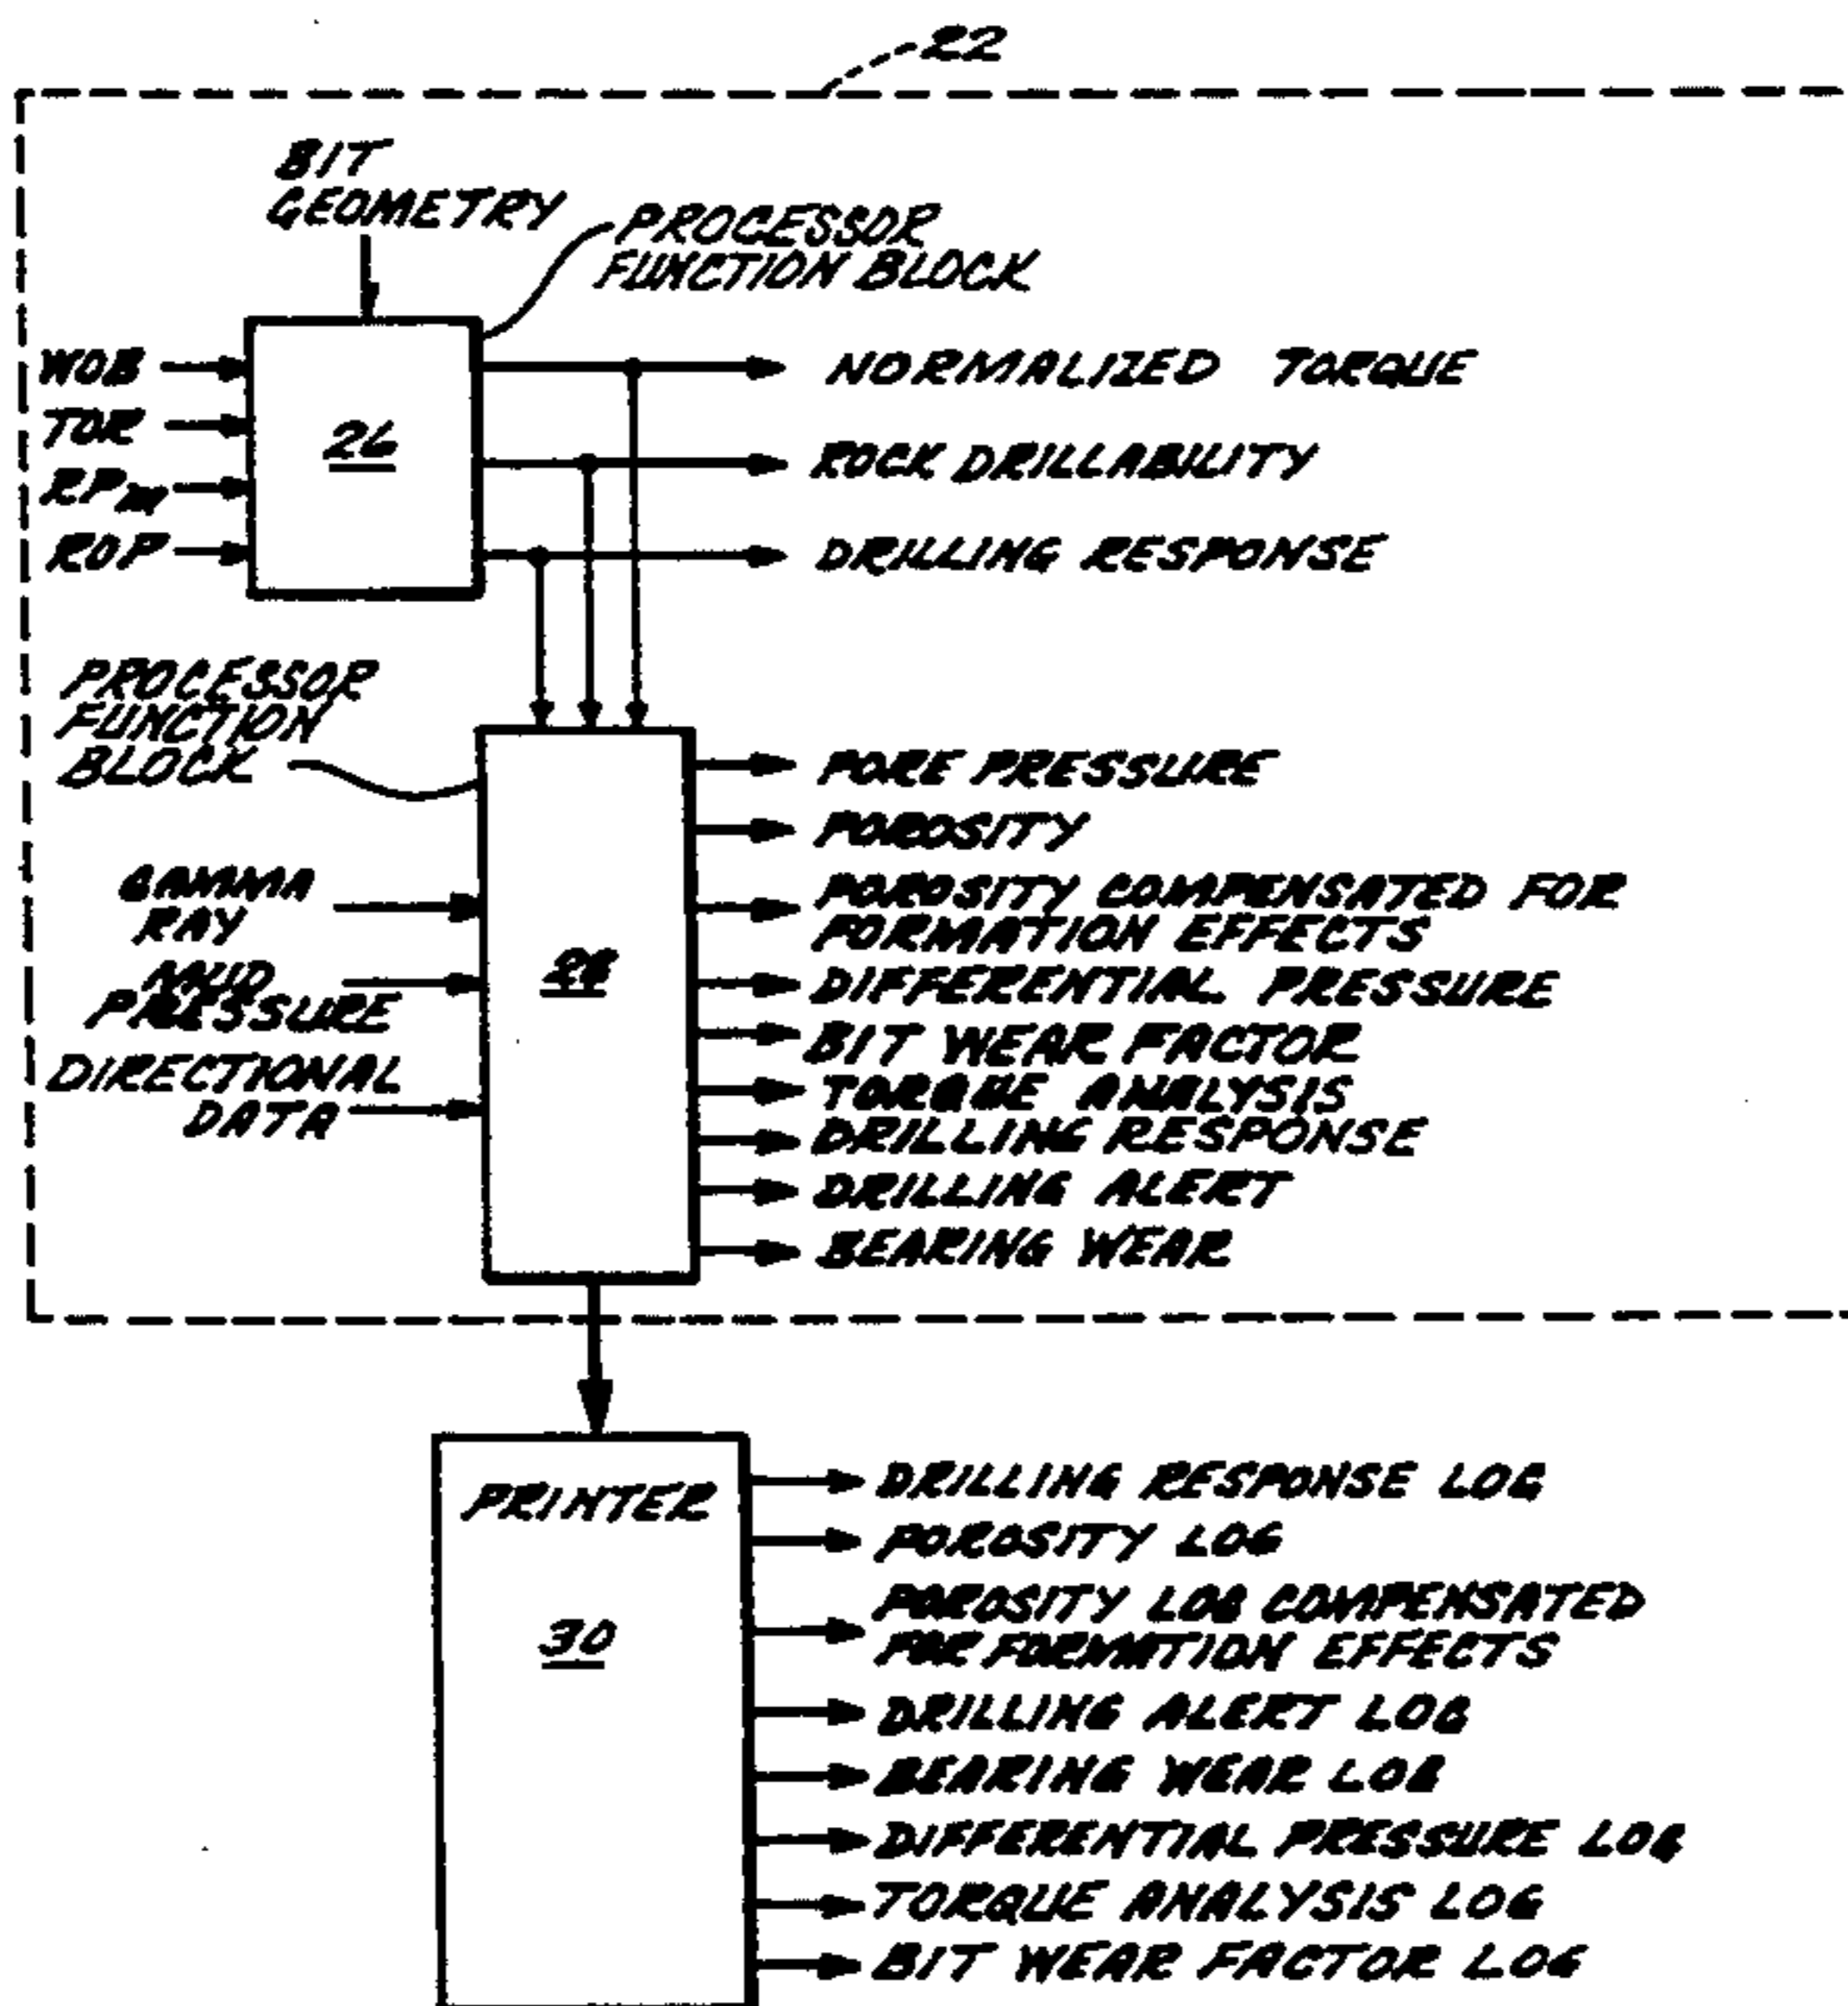 22
BIT
GEOMETRY
PROCESSOR
FUNCTION BLOCK
WOB
TOR
RPM
ROP
26
NORMALIZED TORQUE
ROCK DRILLABILITY
DRILLING RESPONSE
PROCESSOR
FUNCTION
BLOCK
GAMMA
RAY
MUD
PRESSURE
DIRECTIONAL
DATA
28
PORE PRESSURE
POROSITY
POROSITY COMPENSATED FOR
FORMATION EFFECTS
DIFFERENTIAL PRESSURE
BIT WEAR FACTOR
TORQUE ANALYSIS
DRILLING RESPONSE
DRILLING ALERT
BEARING WEAR
PRINTER
30
DRILLING RESPONSE LOG
POROSITY LOG
POROSITY LOG COMPENSATED
FOR FORMATION EFFECTS
DRILLING ALERT LOG
BEARING WEAR LOG
DIFFERENTIAL PRESSURE LOG
TORQUE ANALYSIS LOG
BIT WEAR FACTOR LOG